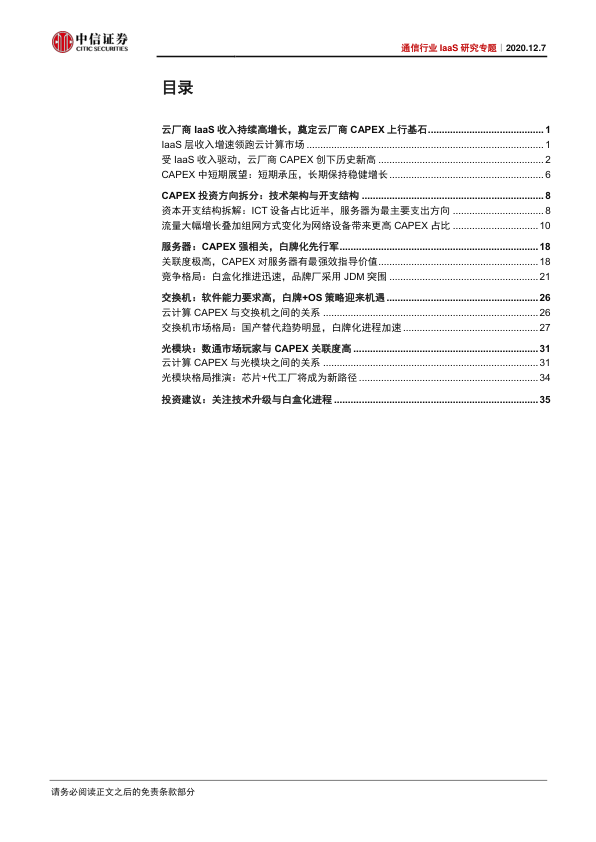 中信证券
CITIC SECURITIES
通信行业 IaaS 研究专题｜2020.12.7
目录
云厂商 IaaS 收入持续高增长，奠定云厂商 CAPEX 上行基石.......................................... 1
IaaS 层收入增速领跑云计算市场 ...................................................................................... 1
受 IaaS 收入驱动，云厂商 CAPEX 创下历史新高 ............................................................ 2
CAPEX 中短期展望：短期承压，长期保持稳健增长 ........................................................ 6
CAPEX 投资方向拆分：技术架构与开支结构 .................................................................. 8
资本开支结构拆解：ICT 设备占比近半，服务器为最主要支出方向 ................................. 8
流量大幅增长叠加组网方式变化为网络设备带来更高 CAPEX 占比 ............................... 10
服务器：CAPEX 强相关，白牌化先行军........................................................................ 18
关联度极高，CAPEX 对服务器有最强效指导价值.......................................................... 18
竞争格局：白盒化推进迅速，品牌厂采用 JDM 突围 ...................................................... 21
交换机：软件能力要求高，白牌+OS 策略迎来机遇....................................................... 26
云计算 CAPEX 与交换机之间的关系 .............................................................................. 26
交换机市场格局：国产替代趋势明显，白牌化进程加速 ................................................. 27
光模块：数通市场玩家与 CAPEX 关联度高 ................................................................... 31
云计算 CAPEX 与光模块之间的关系 .............................................................................. 31
光模块格局推演：芯片+代工厂将成为新路径 ................................................................. 34
投资建议：关注技术升级与白盒化进程 .......................................................................... 35
请务必阅读正文之后的免责条款部分